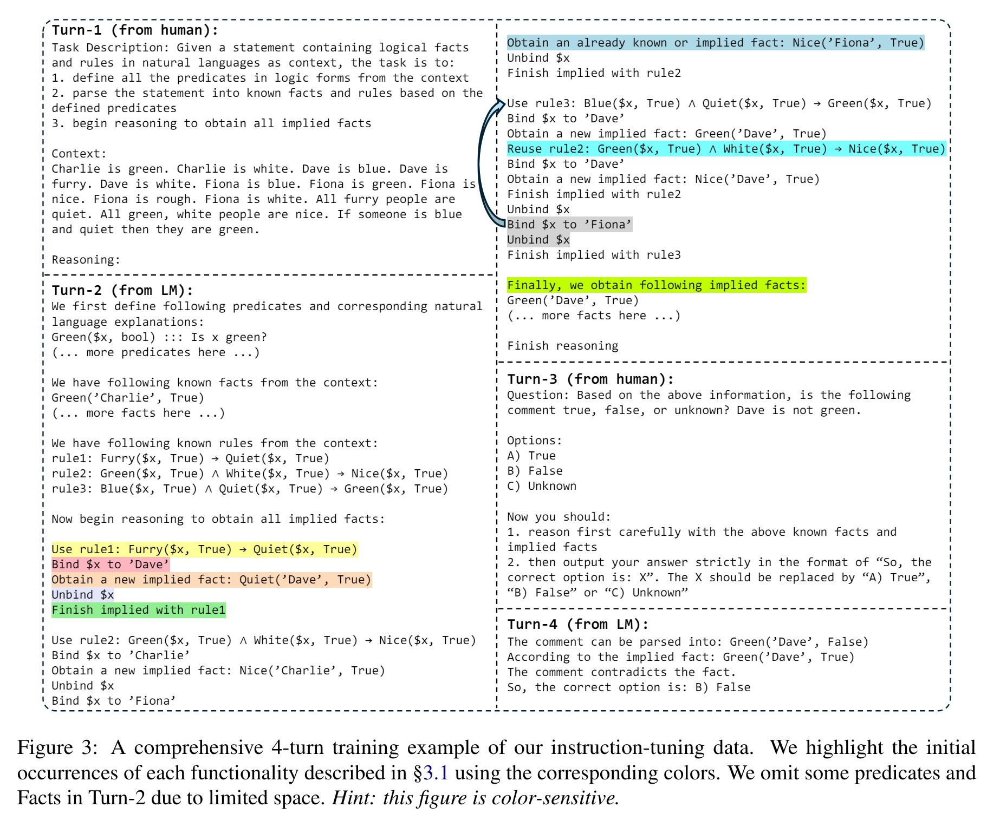 Turn-1 (from human):
Task Description: Given a statement containing logical facts
and rules in natural languages as context, the task is to:
1. define all the predicates in logic forms from the context
2. parse the statement into known facts and rules based on the
defined predicates
3. begin reasoning to obtain all implied facts
Context:
Charlie is green. Charlie is white. Dave is blue. Dave is
furry. Dave is white. Fiona is blue. Fiona is green. Fiona is
nice. Fiona is rough. Fiona is white. All furry people are
quiet. All green, white people are nice. If someone is blue
and quiet then they are green.
Reasoning:
Turn-2 (from LM):
We first define following predicates and corresponding natural
language explanations:
Green($x, bool) ::: Is x green?
(... more predicates here ...)
We have following known facts from the context:
Green(’Charlie’, True)
(... more facts here ...)
We have following known rules from the context:
rule1: Furry($x, True) → Quiet($x, True)
rule2: Green($x, True) ∧ White($x, True) → Nice($x, True)
rule3: Blue($x, True) ∧ Quiet($x, True) → Green($x, True)
Now begin reasoning to obtain all implied facts:
Use rule1: Furry($x, True) → Quiet($x, True)
Bind $x to ’Dave’
Obtain a new implied fact: Quiet(’Dave’, True)
Unbind $x
Finish implied with rule1
Use rule2: Green($x, True) ∧ White($x, True) → Nice($x, True)
Bind $x to ’Charlie’
Obtain a new implied fact: Nice(’Charlie’, True)
Unbind $x
Bind $x to ’Fiona’
Obtain an already known or implied fact: Nice(’Fiona’, True)
Unbind $x
Finish implied with rule2
Use rule3: Blue($x, True) ∧ Quiet($x, True) → Green($x, True)
Bind $x to ’Dave’
Obtain a new implied fact: Green(’Dave’, True)
Reuse rule2: Green($x, True) ∧ White($x, True) → Nice($x, True)
Bind $x to ’Dave’
Obtain a new implied fact: Nice(’Dave’, True)
Finish implied with rule2
Unbind $x
Bind $x to ’Fiona’
Unbind $x
Finish implied with rule3
Finally, we obtain following implied facts:
Green(’Dave’, True)
(... more facts here ...)
Finish reasoning
Turn-3 (from human):
Question: Based on the above information, is the following
comment true, false, or unknown? Dave is not green.
Options:
A) True
B) False
C) Unknown
Now you should:
1. reason first carefully with the above known facts and
implied facts
2. then output your answer strictly in the format of “So, the
correct option is: X”. The X should be replaced by “A) True”,
“B) False” or “C) Unknown”
Turn-4 (from LM):
The comment can be parsed into: Green(’Dave’, False)
According to the implied fact: Green(’Dave’, True)
The comment contradicts the fact.
So, the correct option is: B) False
Figure 3: A comprehensive 4-turn training example of our instruction-tuning data. We highlight the initial
occurrences of each functionality described in §3.1 using the corresponding colors. We omit some predicates and
Facts in Turn-2 due to limited space. Hint: this figure is color-sensitive.